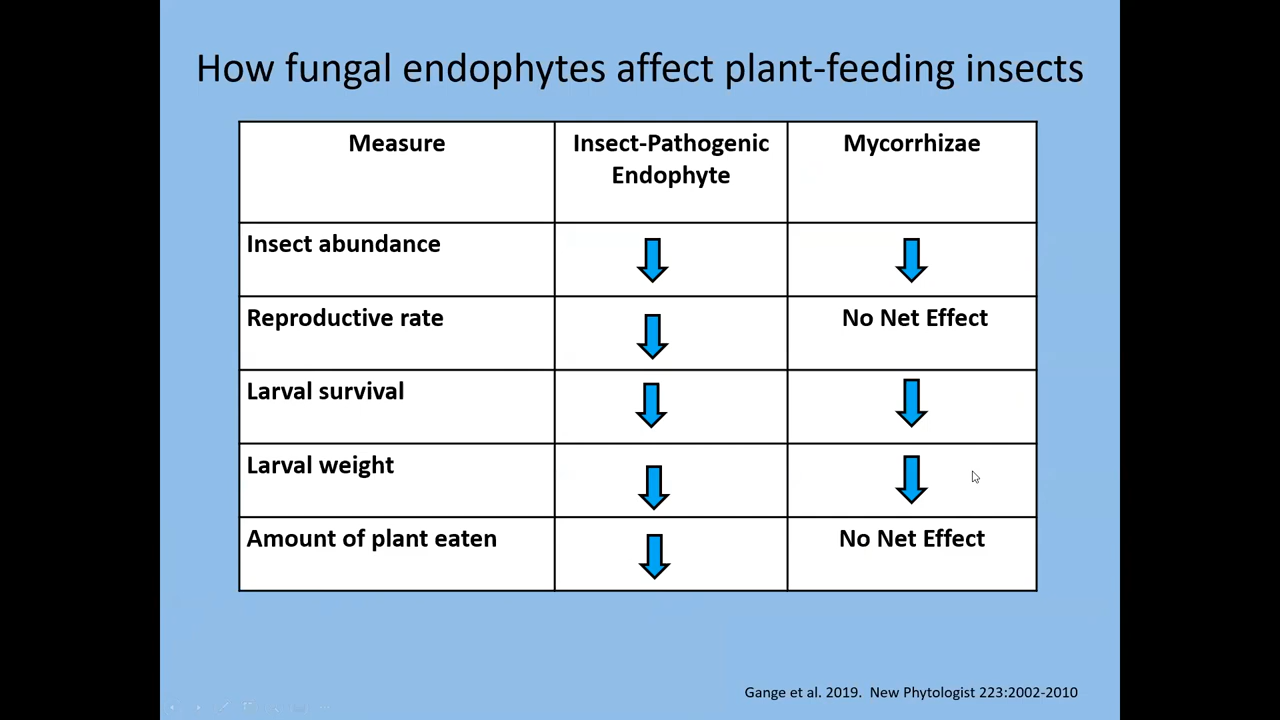 How fungal endophytes affect plant-feeding insects
Measure
Insect-Pathogenic
Endophyte
Mycorrhizae
Insect abundance
Reproductive rate
No Net Effect
Larval survival
Larval weight
Amount of plant eaten
No Net Effect
Gange et al. 2019.  New Phytologist 223:2002-2010